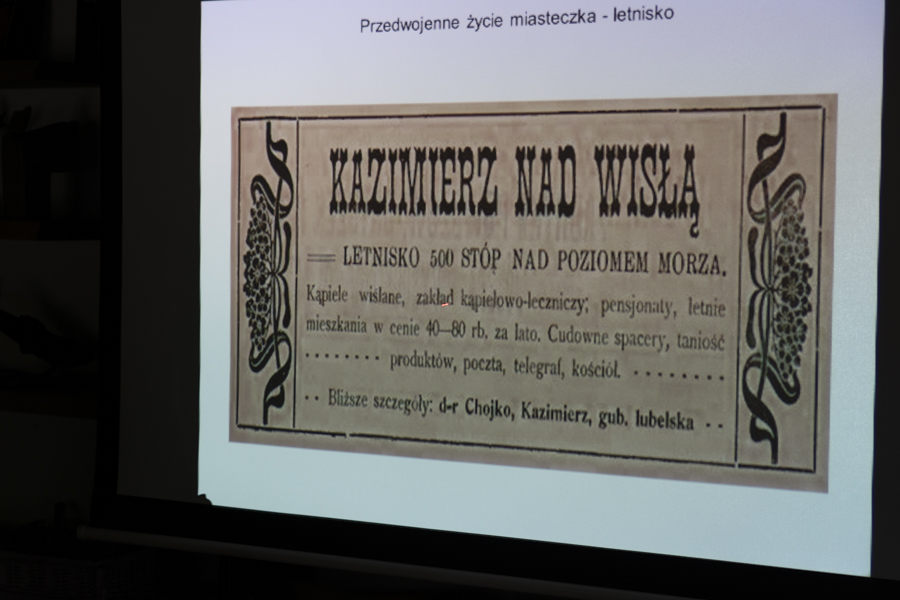 Przedwojenne życie miasteczka - letnisko
KAZIMIERZ NAD WISŁĄ
LETNISKO 500 STÓP NAD POZIOMEM MORZA.
Kąpiele wiślane, zakład kąpielowo-leczniczy; pensjonaty, letnie
mieszkania w cenie 40—80 rb. za lato. Cudowne spacery, taniość
produktów, poczta, telegraf, kościół.
Bliższe szczegóły: d-r Chojko, Kazimierz, gub. lubelska